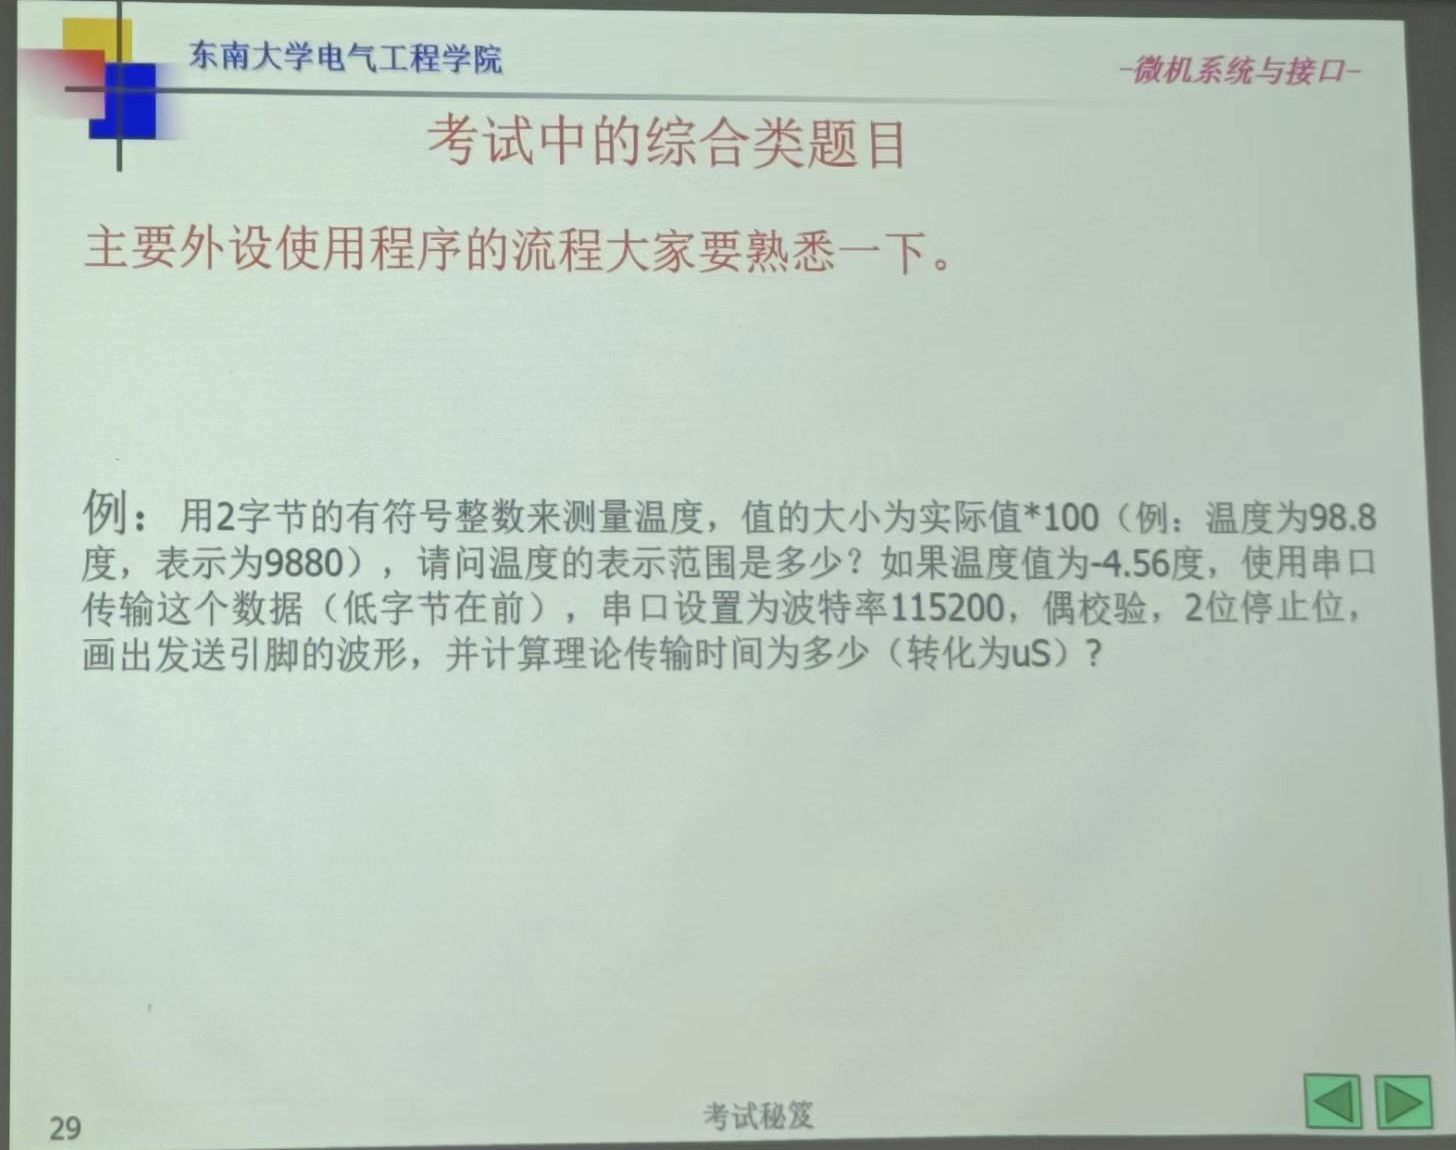 东南大学电气工程学院
-微机系统与接口-
考试中的综合类题目
主要外设使用程序的流程大家要熟悉一下。
例：用2字节的有符号整数来测量温度，值的大小为实际值*100（例：温度为98.8
度，表示为9880），请问温度的表示范围是多少？如果温度值为-4.56度，使用串口
传输这个数据（低字节在前），串口设置为波特率115200，偶校验，2位停止位，
画出发送引脚的波形，并计算理论传输时间为多少（转化为uS）?
29
考试秘笈